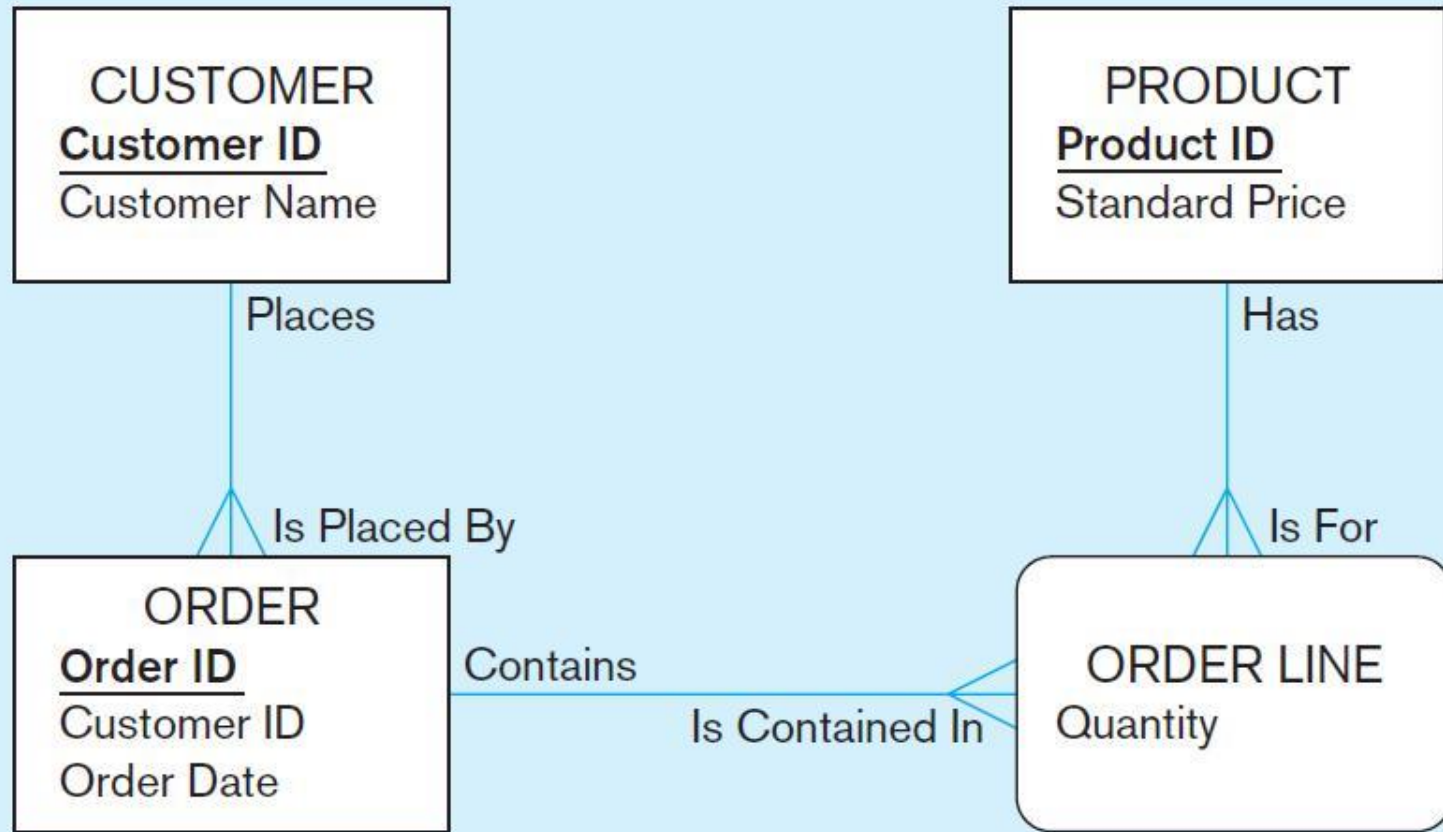 CUSTOMER
Customer ID
Customer Name
PRODUCT
Product ID
Standard Price
Places
Has
Is Placed By
Is For
ORDER
Order ID
Customer ID
Order Date
Contains
Is Contained In
ORDER LINE
Quantity